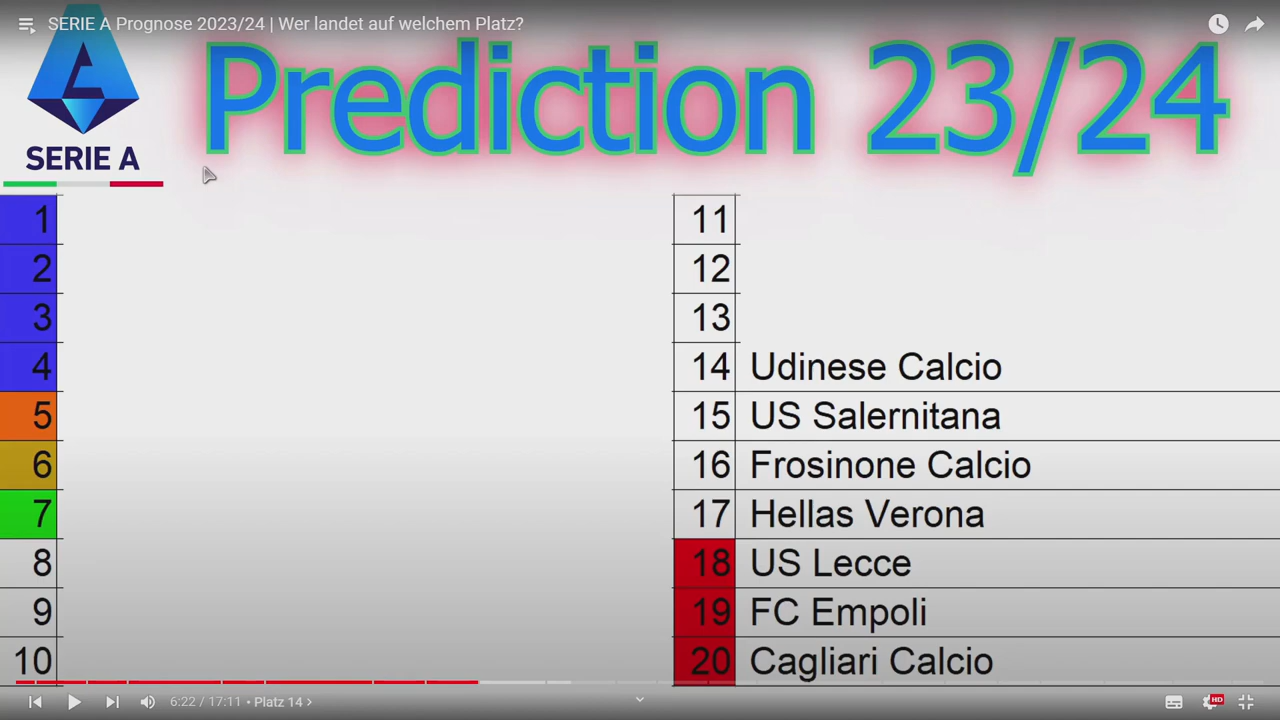 SERIE A Prognose 2023/24 | Wer landet auf welchem Platz?
Prediction 23/24
SERIE A
1
2
3
4
5
6
7
8
9
10
11
12
13
14 Udinese Calcio
15 US Salernitana
16 Frosinone Calcio
17 Hellas Verona
18 US Lecce
19 FC Empoli
20 Cagliari Calcio
6:22 / 17:11 • Platz 14
HD